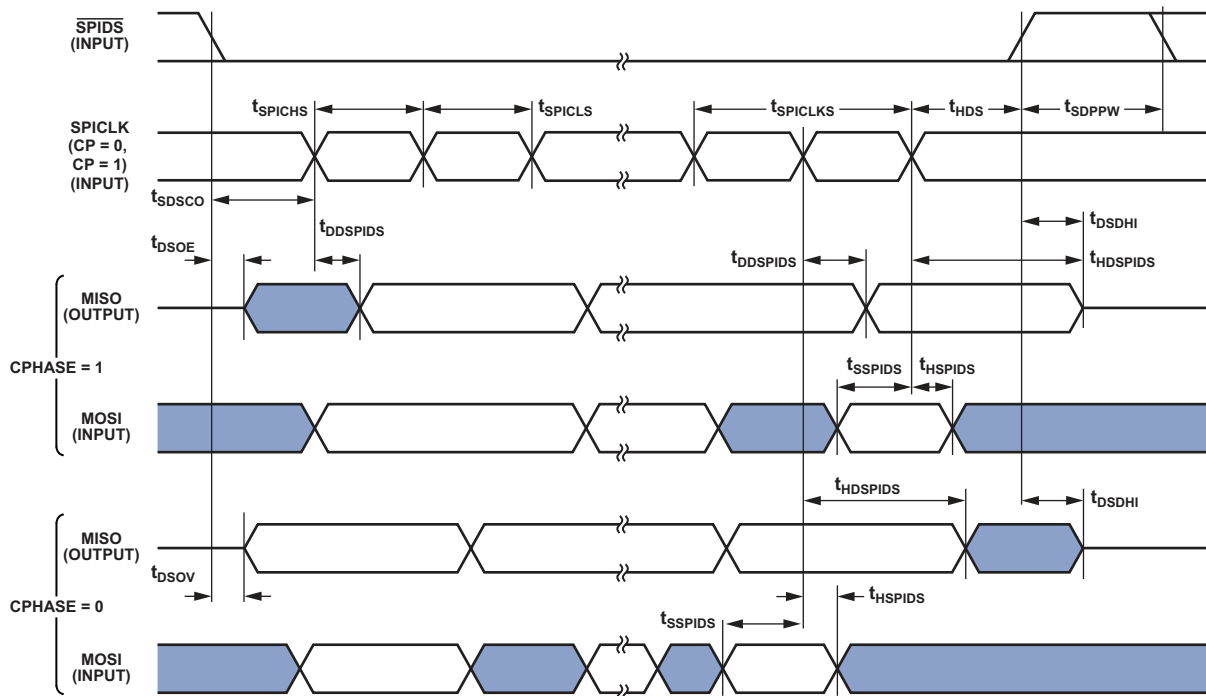 SPIDS
(INPUT)
tSPICHS
tSPICLS
tSPICLKS
tHDS
tSDPPW
SPICLK
(CP = 0,
CP = 1)
(INPUT)
tSDSCO
tDSOE
tDDSPIDS
tDDSPIDS
tDSDHI
tHDSPIDS
MISO
(OUTPUT)
CPHASE = 1
tSSPIDS
tHSPIDS
MOSI
(INPUT)
tHDSPIDS
tDSDHI
MISO
(OUTPUT)
tDSOV
CPHASE = 0
tHSPIDS
tSSPIDS
MOSI
(INPUT)